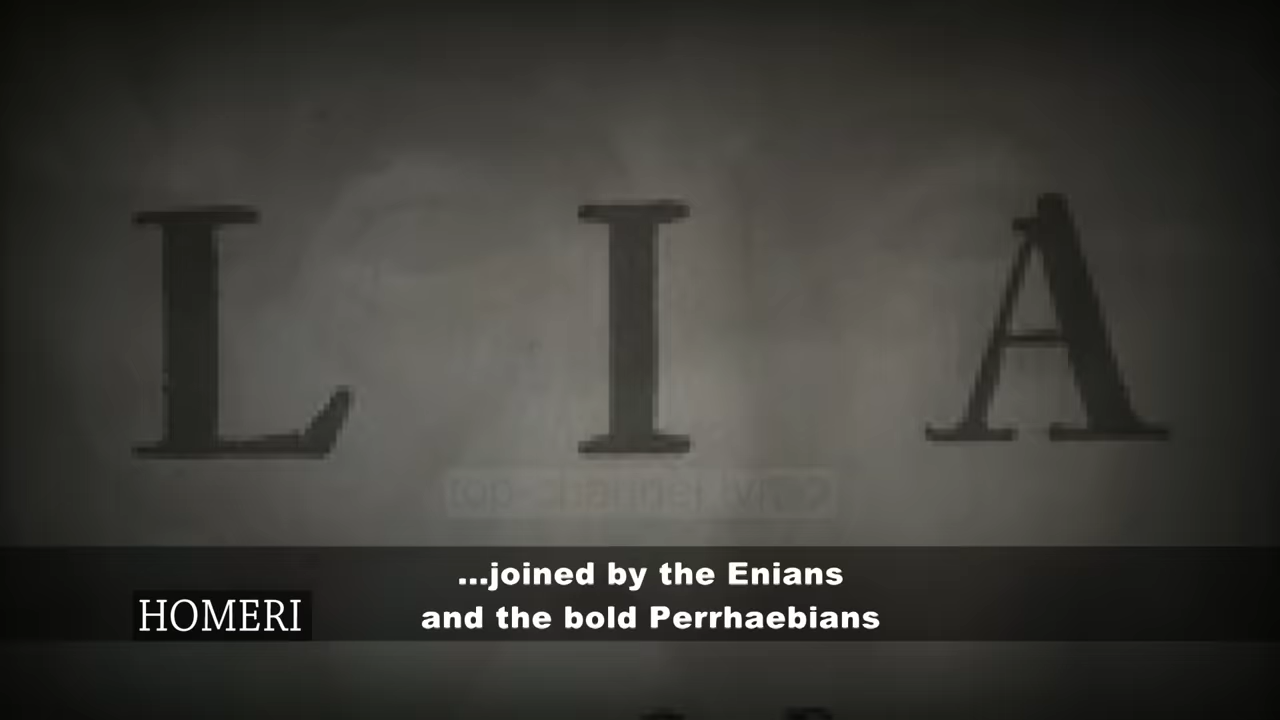 L I A
...joined by the Enians
and the bold Perrhaebians
HOMERI